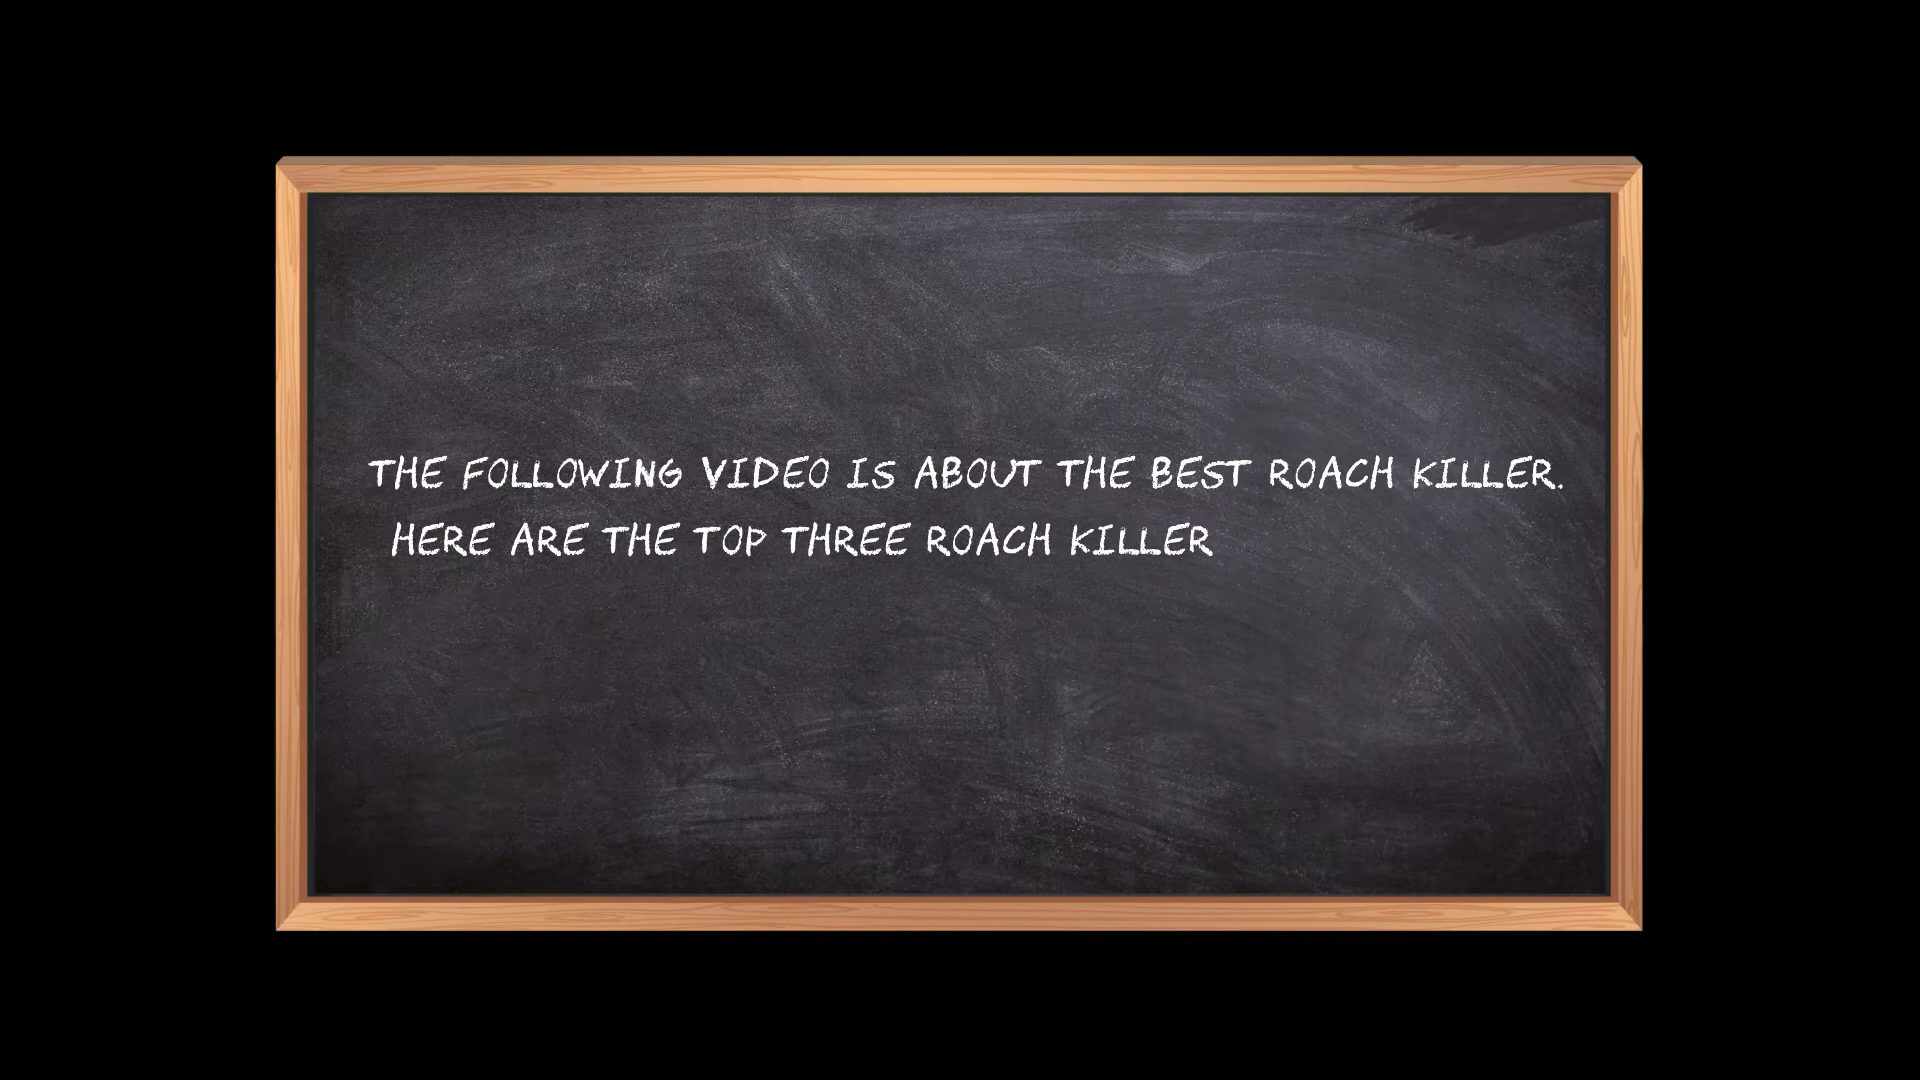 THE FOLLOWING VIDEO IS ABOUT THE BEST ROACH KILLER.
HERE ARE THE TOP THREE ROACH KILLER